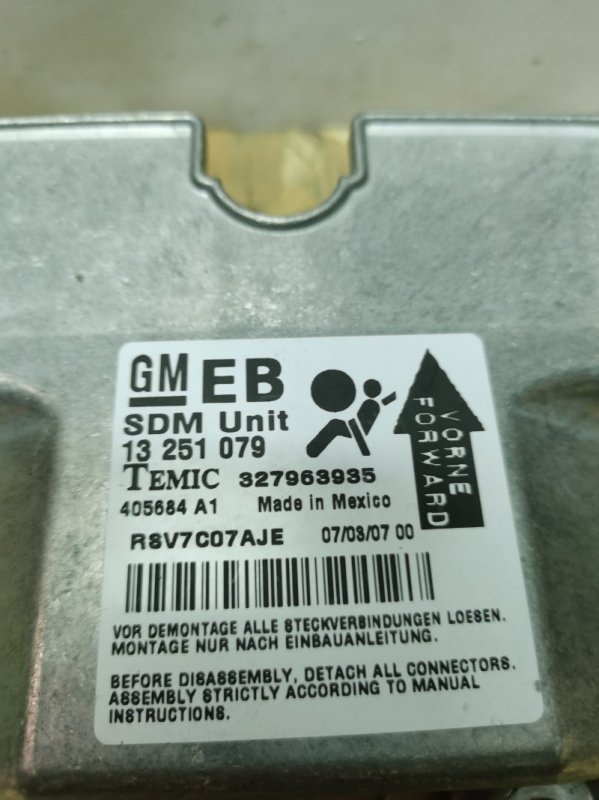 GM EB
SDM Unit
13 251 079
TEMIC 327963935
405684 A1 Made in Mexico
R8V7C07AJE 07/03/07 00
VORNE
FORWARD
VOR DEMONTAGE ALLE STECKVERBINDUNGEN LOESEN.
MONTAGE NUR NACH EINBAUANLEITUNG.
BEFORE DISASSEMBLY, DETACH ALL CONNECTORS.
ASSEMBLY STRICTLY ACCORDING TO MANUAL
INSTRUCTIONS.